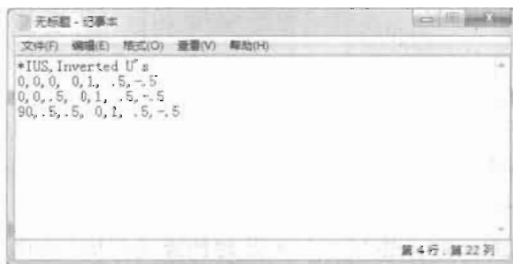 无标题 - 记事本
文件(F) 编辑(E) 格式(O) 查看(V) 帮助(H)
*IUS,Inverted U's
0,0,0, 0,1, .5,-.5
0,0,.5, 0,1, .5,-.5
90,.5,.5, 0,1, .5,-.5
第 4 行, 第 22 列